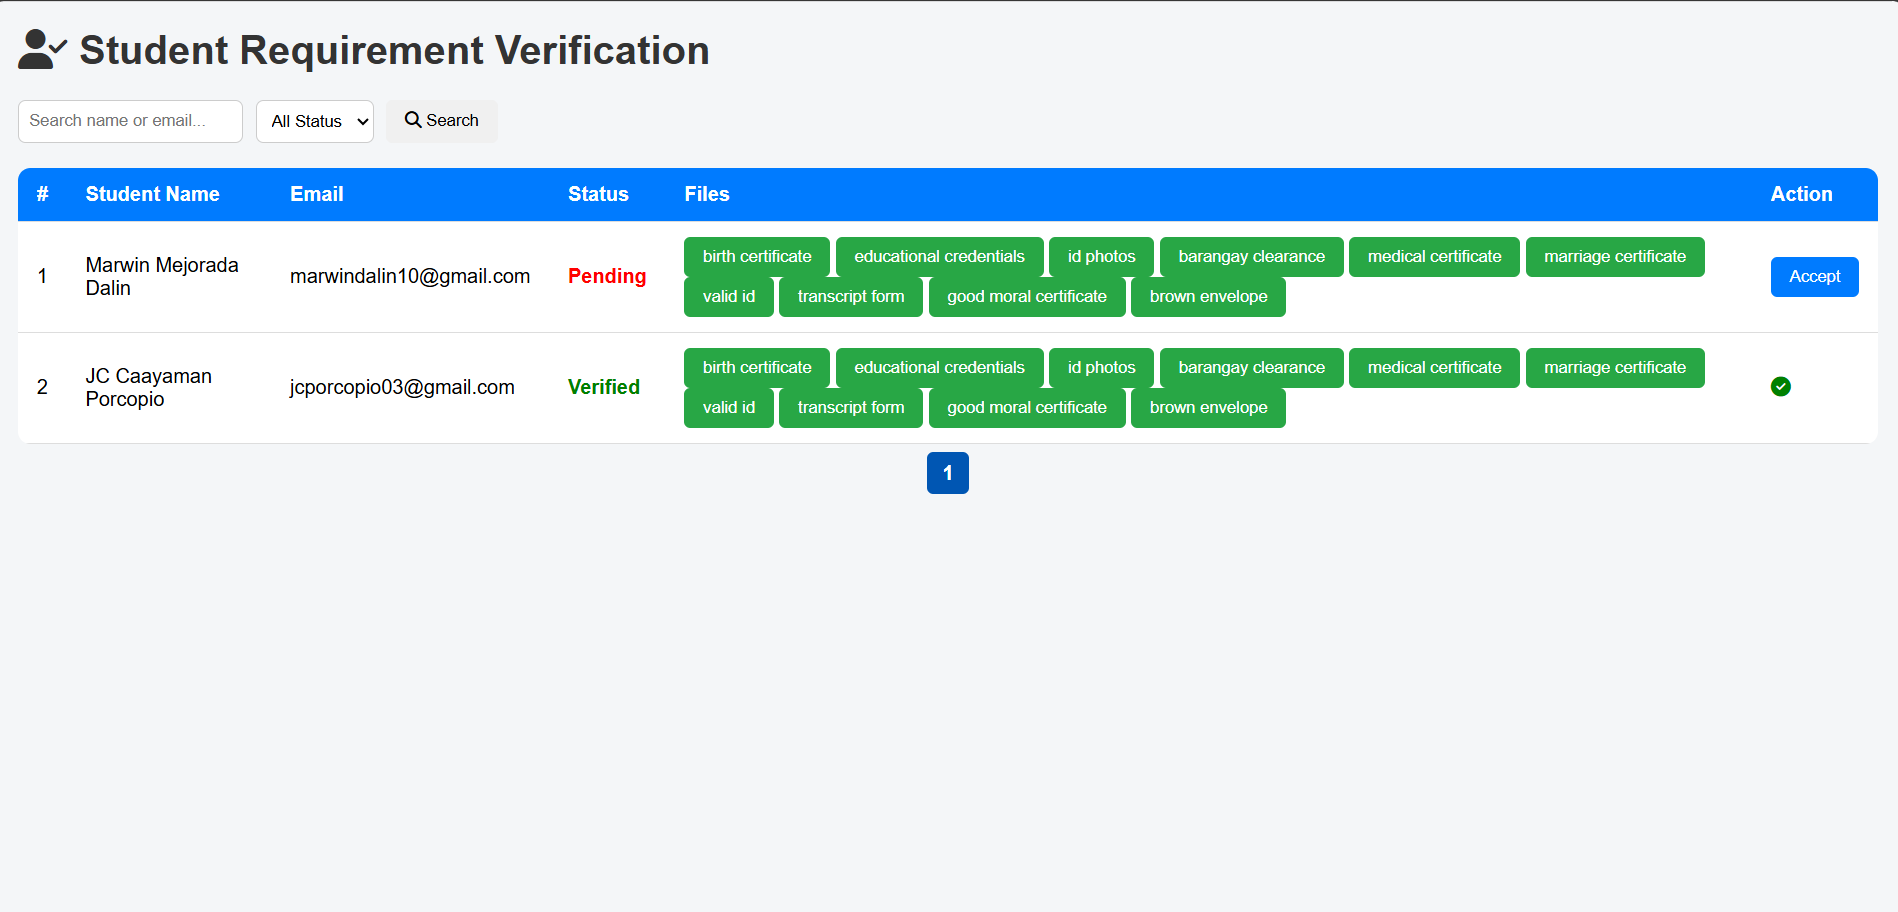 Student Requirement Verification
Search name or email...
All Status
Search
# Student Name Email Status Files Action
1
Marwin Mejorada
Dalin
marwindalin10@gmail.com
Pending
birth certificate educational credentials id photos barangay clearance medical certificate marriage certificate
valid id transcript form good moral certificate brown envelope
Accept
2
JC Caayaman
Porcopio
jcporcopio03@gmail.com
Verified
birth certificate educational credentials id photos barangay clearance medical certificate marriage certificate
valid id transcript form good moral certificate brown envelope
1